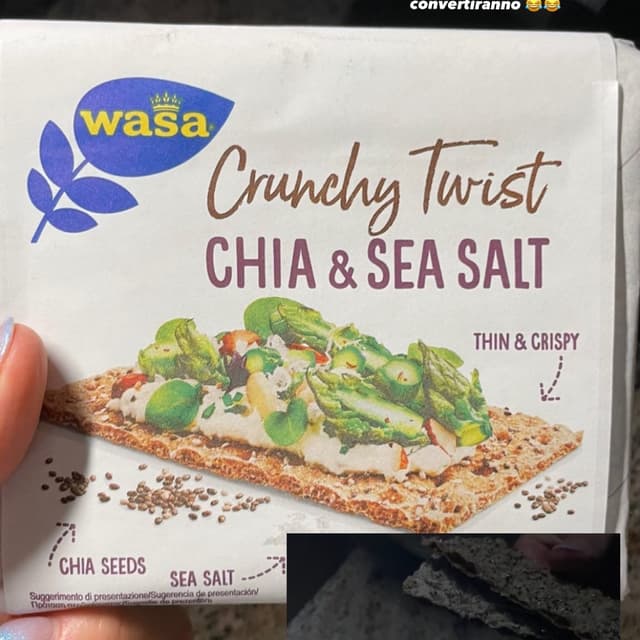 convertiranno 😂😂
wasa
Crunchy Twist
CHIA & SEA SALT
THIN & CRISPY
CHIA SEEDS
SEA SALT
Suggerimento di presentazione/Sugerencia de presentación/